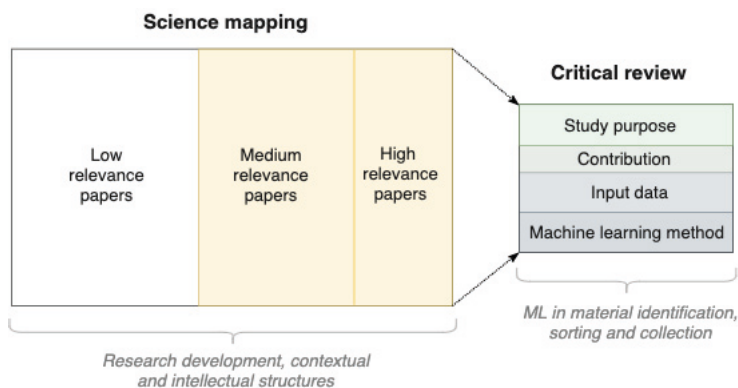 Science mapping
Low
relevance
papers
Medium
relevance
papers
High
relevance
papers
Research development, contextual
and intellectual structures
Critical review
Study purpose
Contribution
Input data
Machine learning method
ML in material identification,
sorting and collection